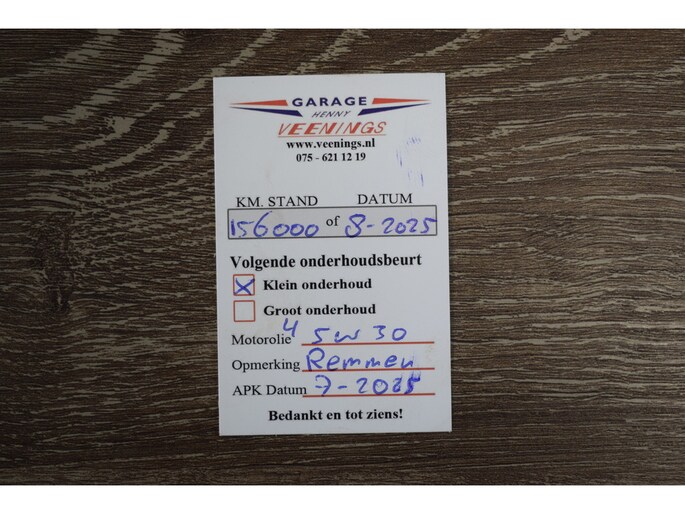 GARAGE
HENNY
VEENINGS
www.veenings.nl
075 - 621 12 19
KM. STAND DATUM
156000 of 8-2025
Volgende onderhoudsbeurt
X Klein onderhoud
Groot onderhoud
Motorolie 4 5w30
Opmerking Remmen
APK Datum 7-2025
Bedankt en tot ziens!